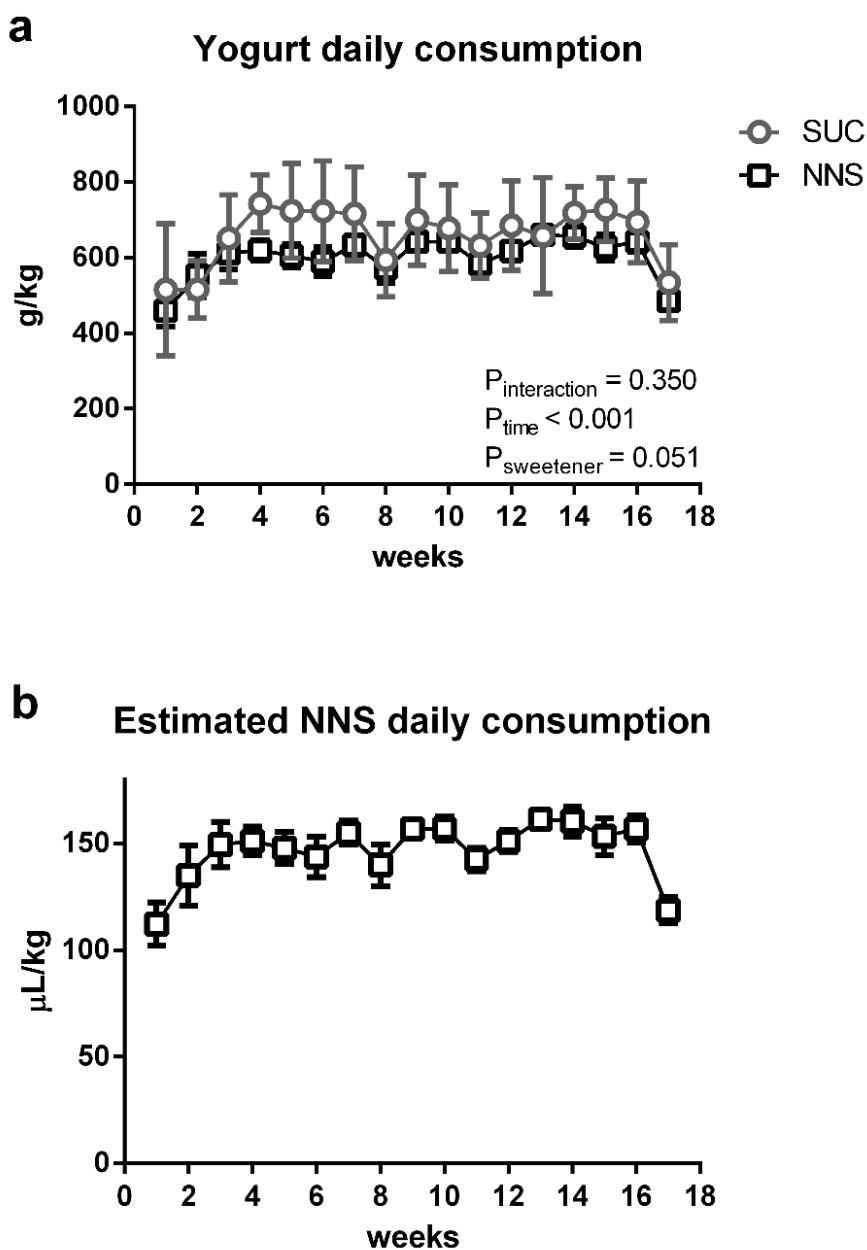 a
Yogurt daily consumption
1000
800
600
400
200
0
g/kg
0 2 4 6 8 10 12 14 16 18
weeks
SUC
NNS
Pinteraction = 0.350
Ptime < 0.001
Psweetener = 0.051
b
Estimated NNS daily consumption
150
100
50
0
µL/kg
0 2 4 6 8 10 12 14 16 18
weeks